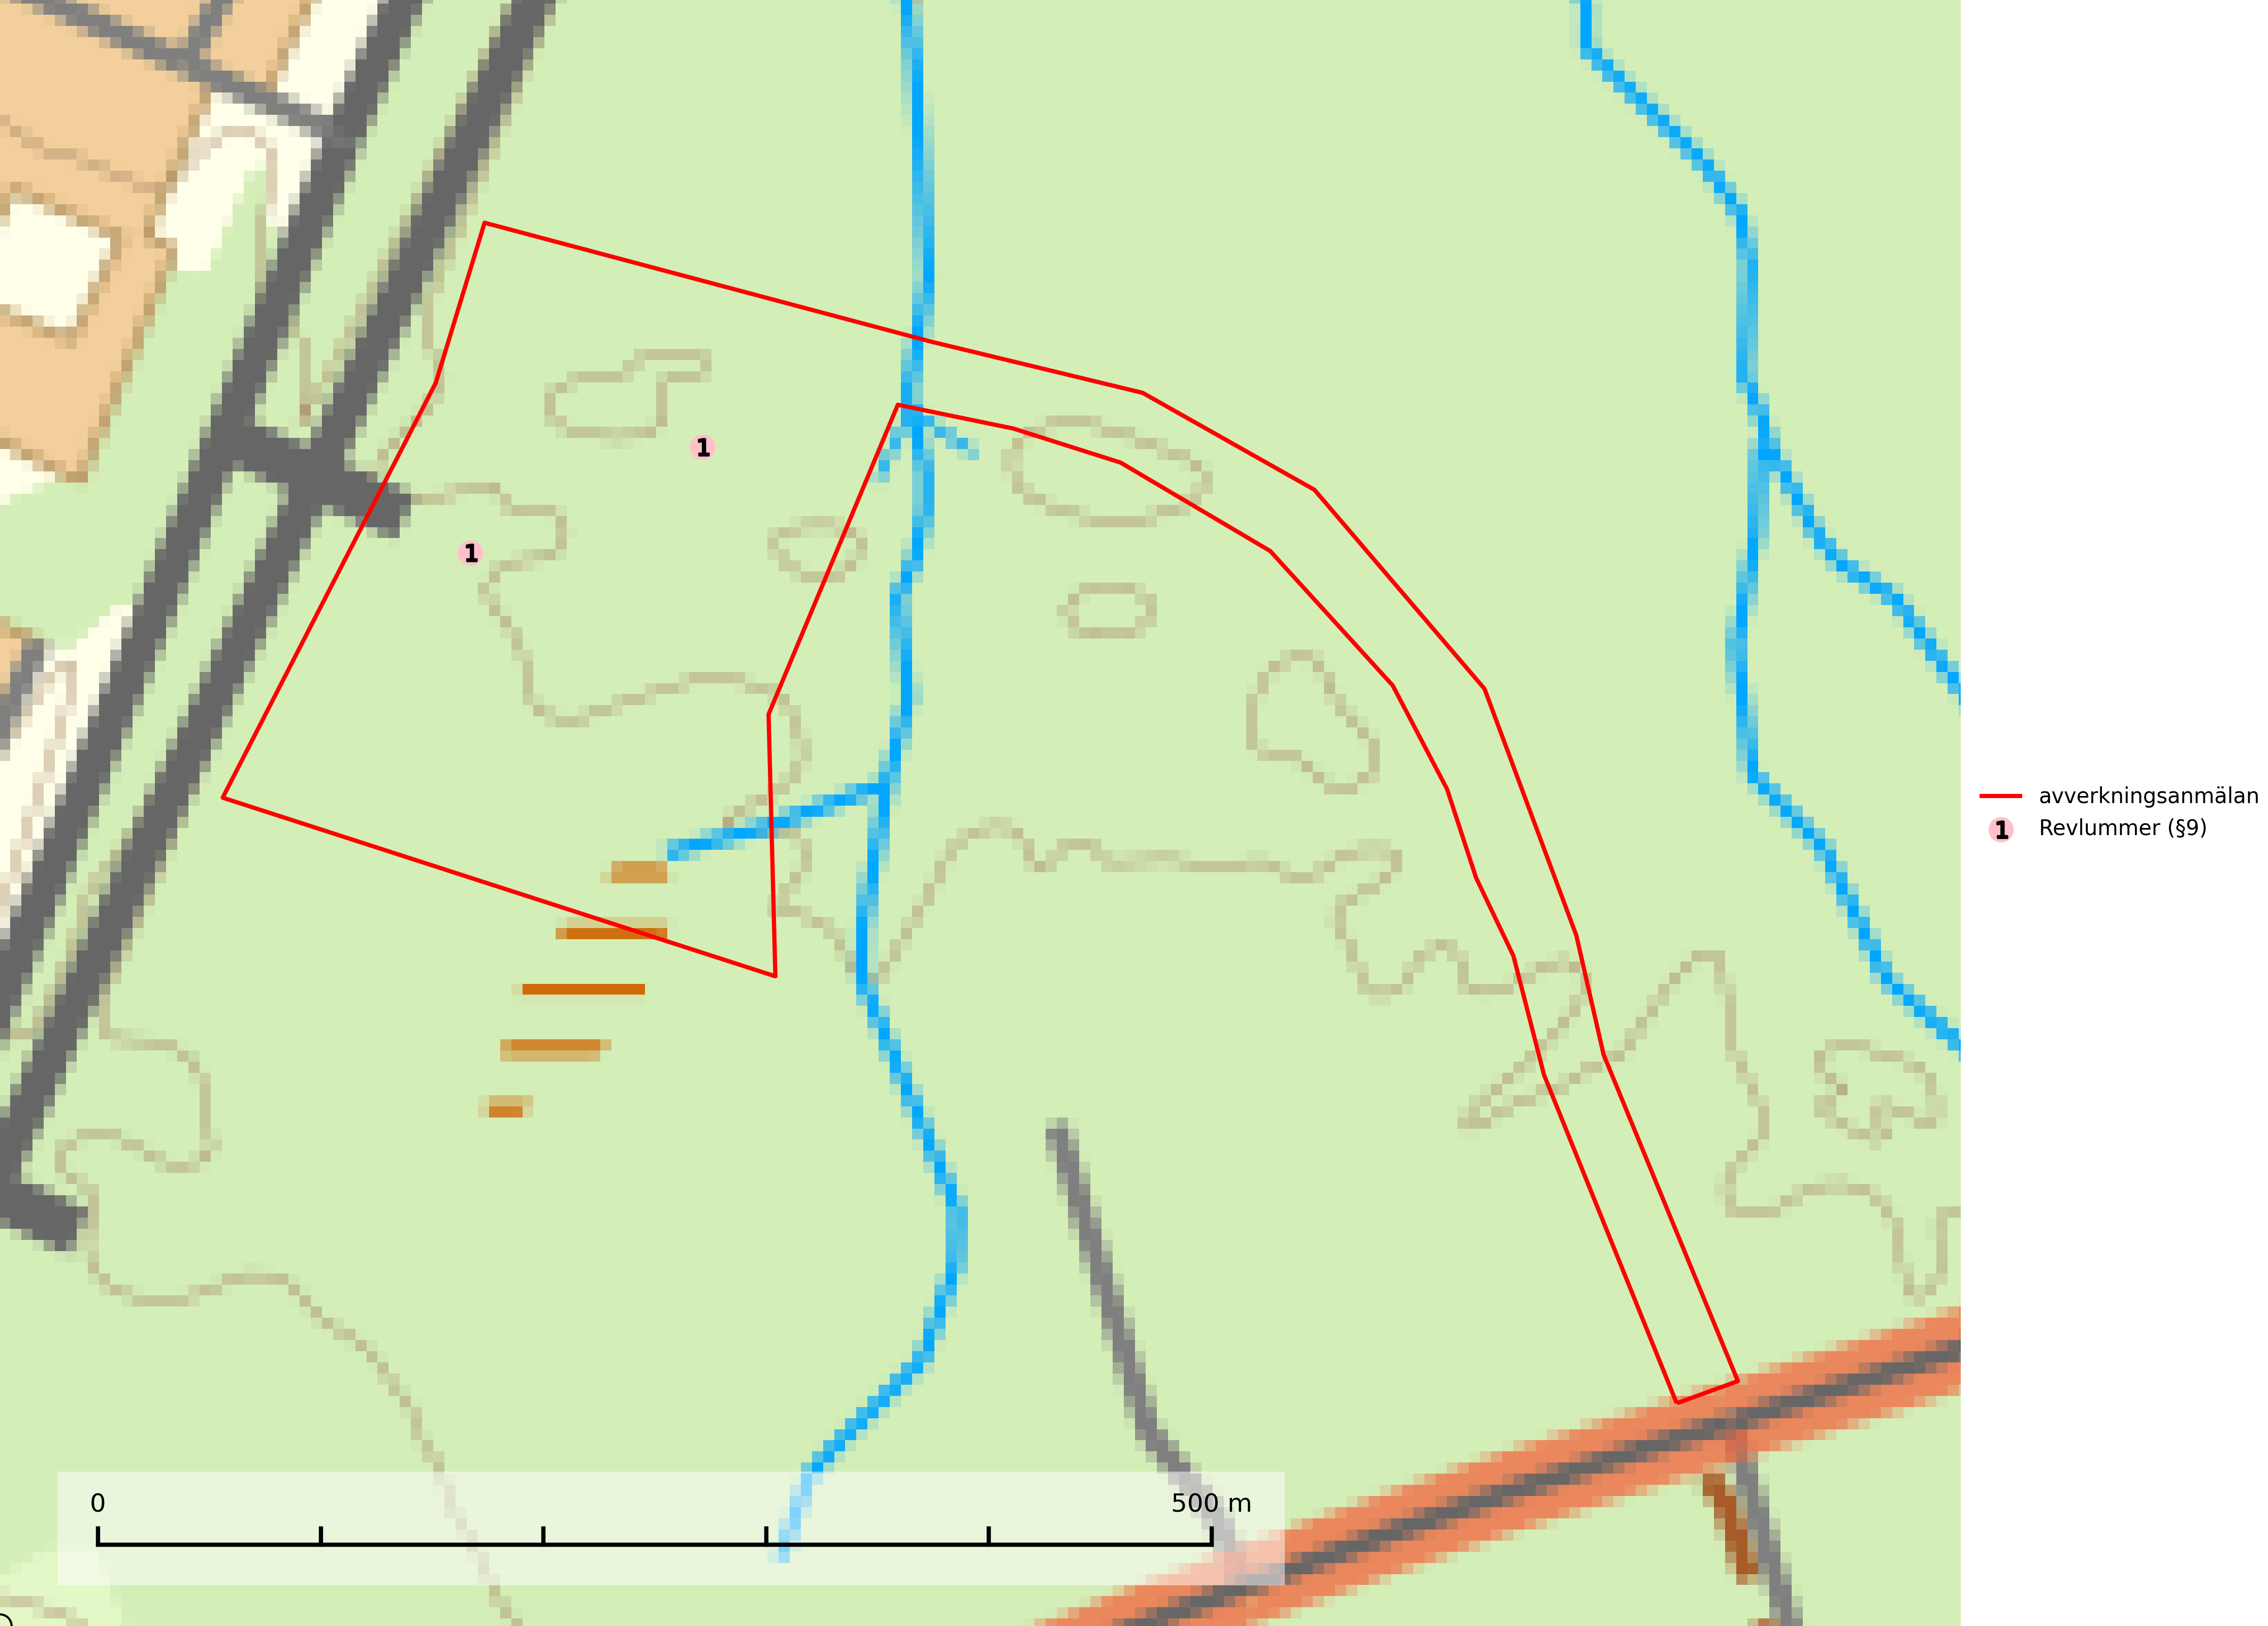 1
1
avverkningsanmälan
1 Revlummer (§9)
0 500 m